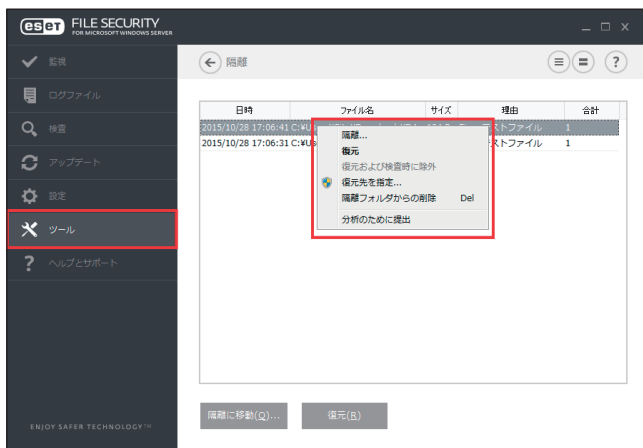 eset FILE SECURITY
FOR MICROSOFT WINDOWS SERVER
監視
ログファイル
検査
アップデート
設定
ツール
ヘルプとサポート
ENJOY SAFER TECHNOLOGY™
隔離
日時 ファイル名 サイズ 理由 合計
2015/10/28 17:06:41 C:¥U ストファイル 1
2015/10/28 17:06:31 C:¥Us ストファイル 1
隔離...
復元
復元および検査時に除外
復元先を指定...
隔離フォルダからの削除 Del
分析のために提出
隔離に移動(Q)... 復元(R)